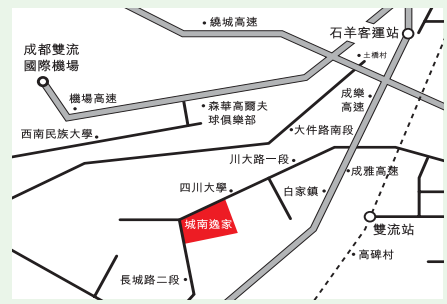 繞城高速
石羊客運站
成都雙流
國際機場
土橋村
機場高速
成樂
高速
森華高爾夫
球俱樂部
西南民族大學
大件路南段
川大路一段
成雅高速
四川大學
白家鎮
城南逸家
雙流站
高碑村
長城路二段